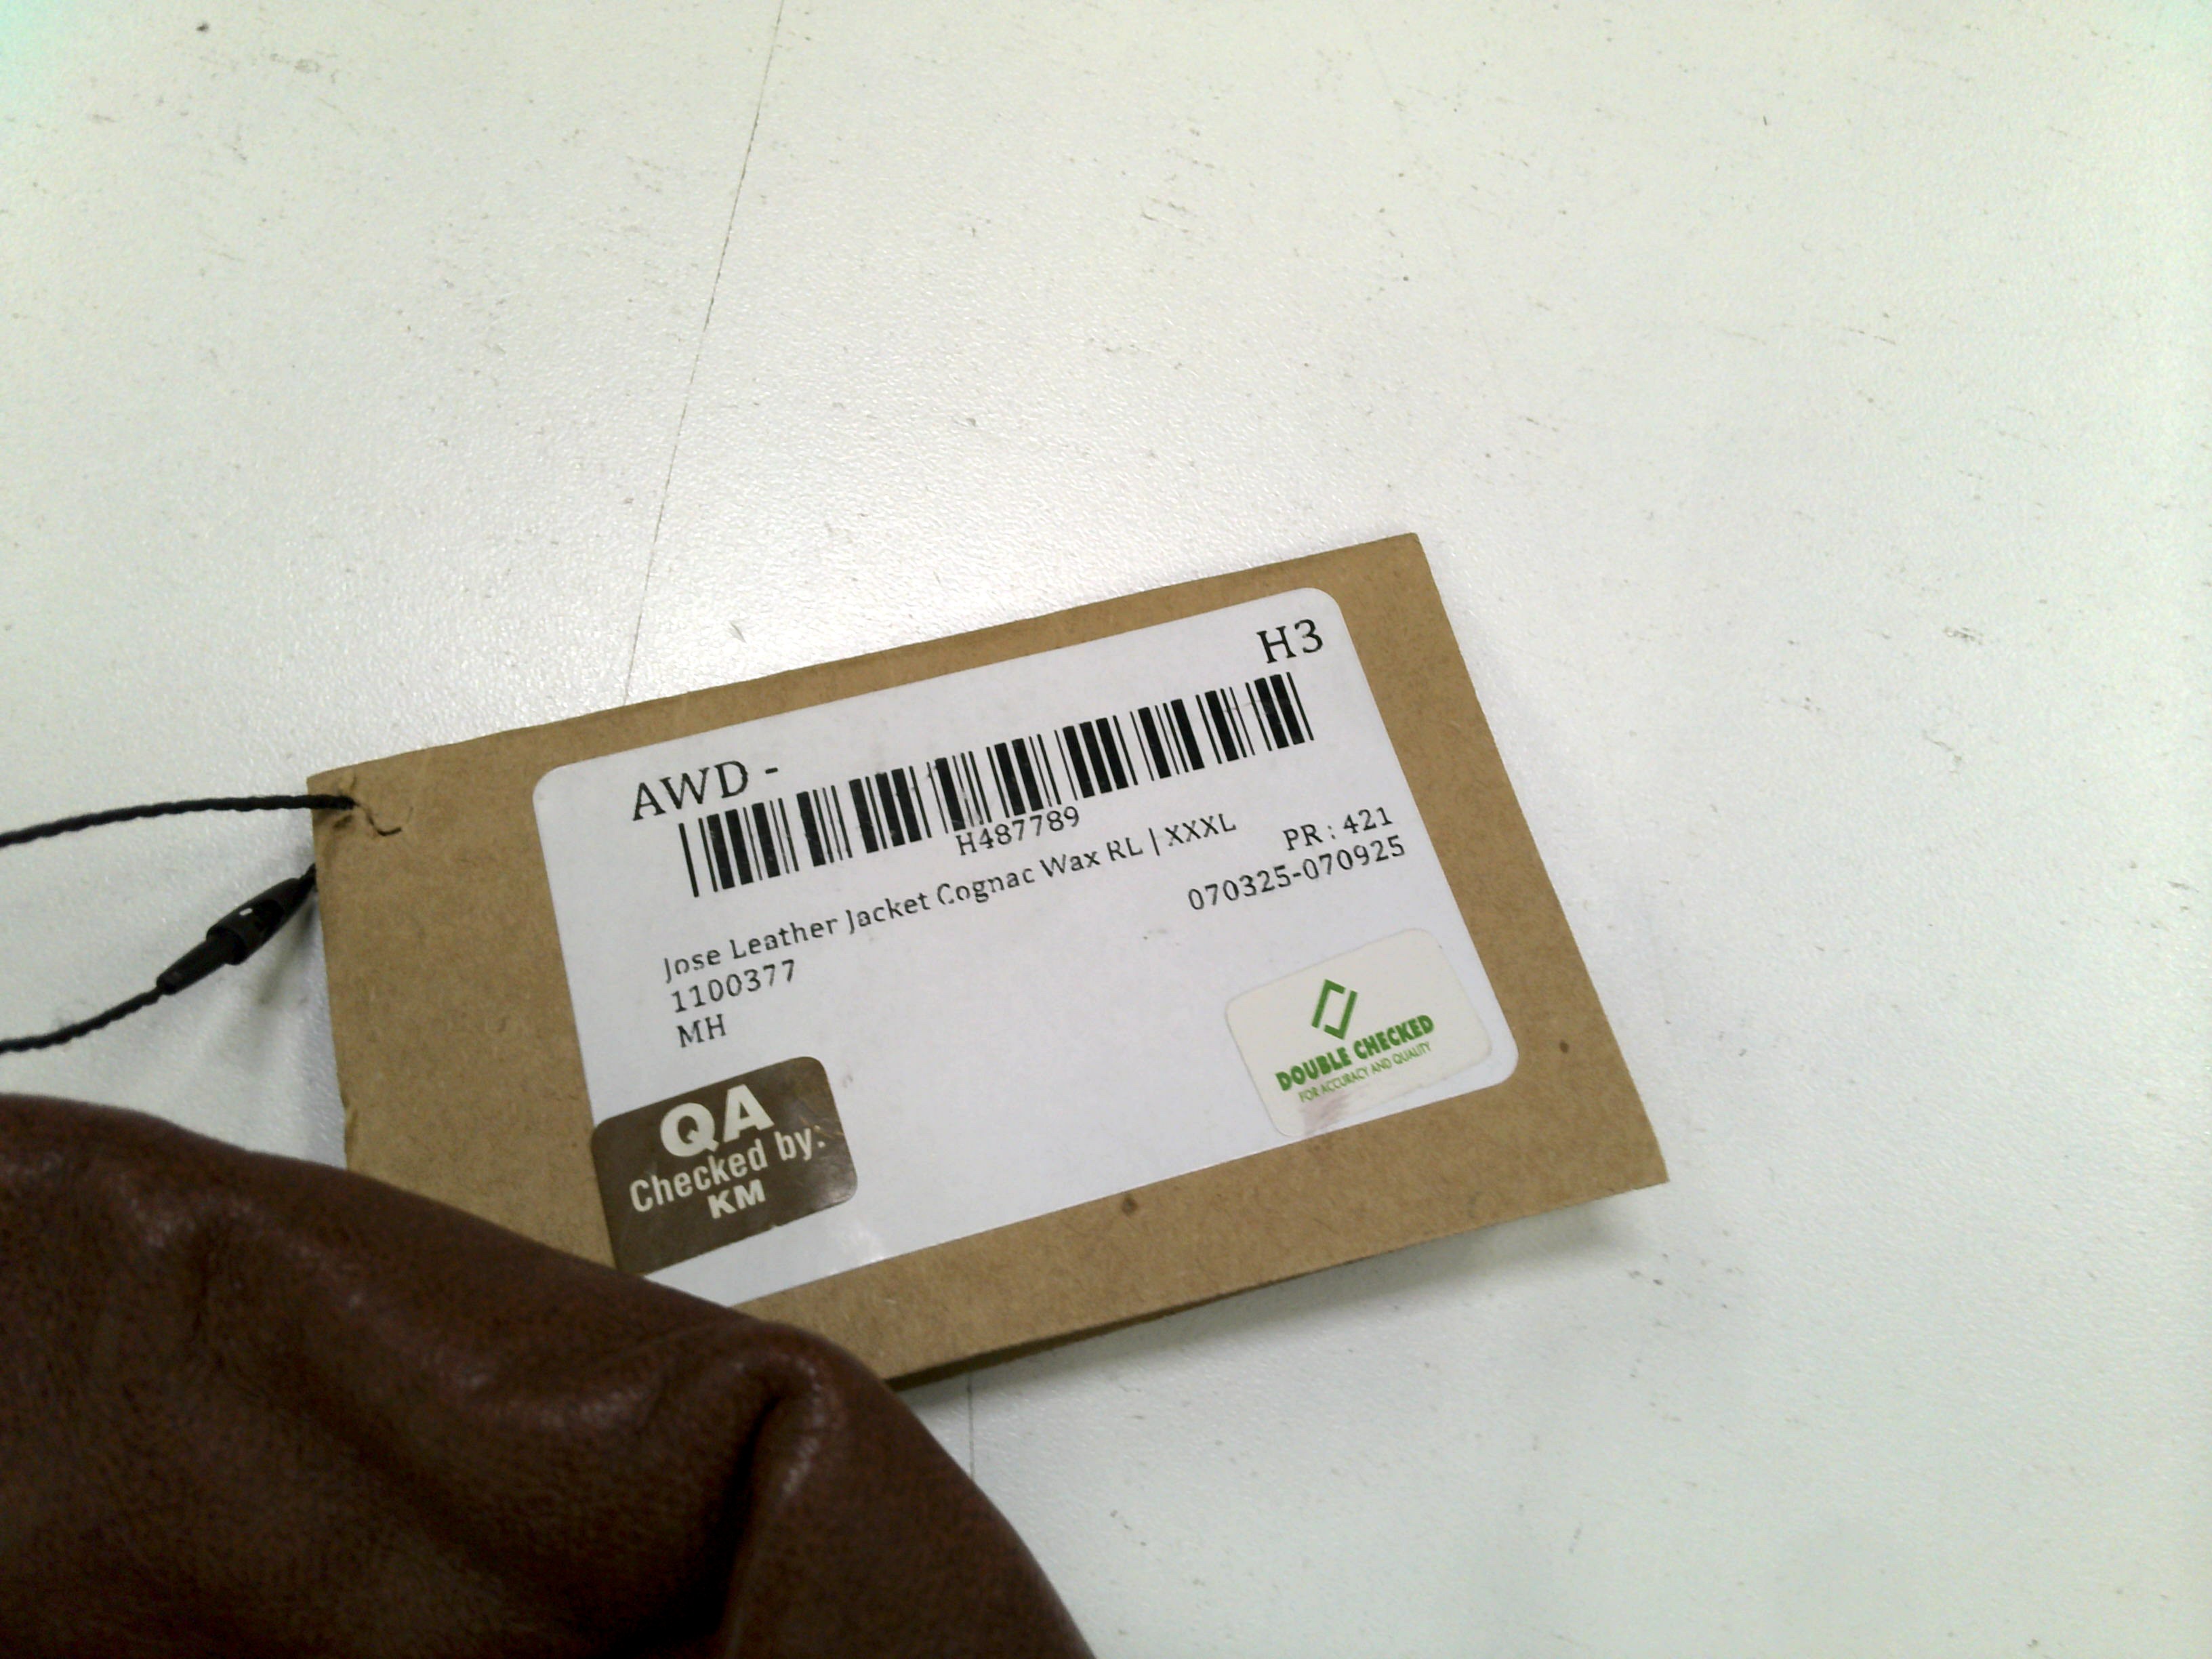 H3
AWD -
H487789
Jose Leather Jacket Cognac Wax RL | XXXL
PR : 421
1100377
070325-070925
MH
QA
Checked by:
KM
DOUBLE CHECKED
FOR ACCURACY AND QUALITY